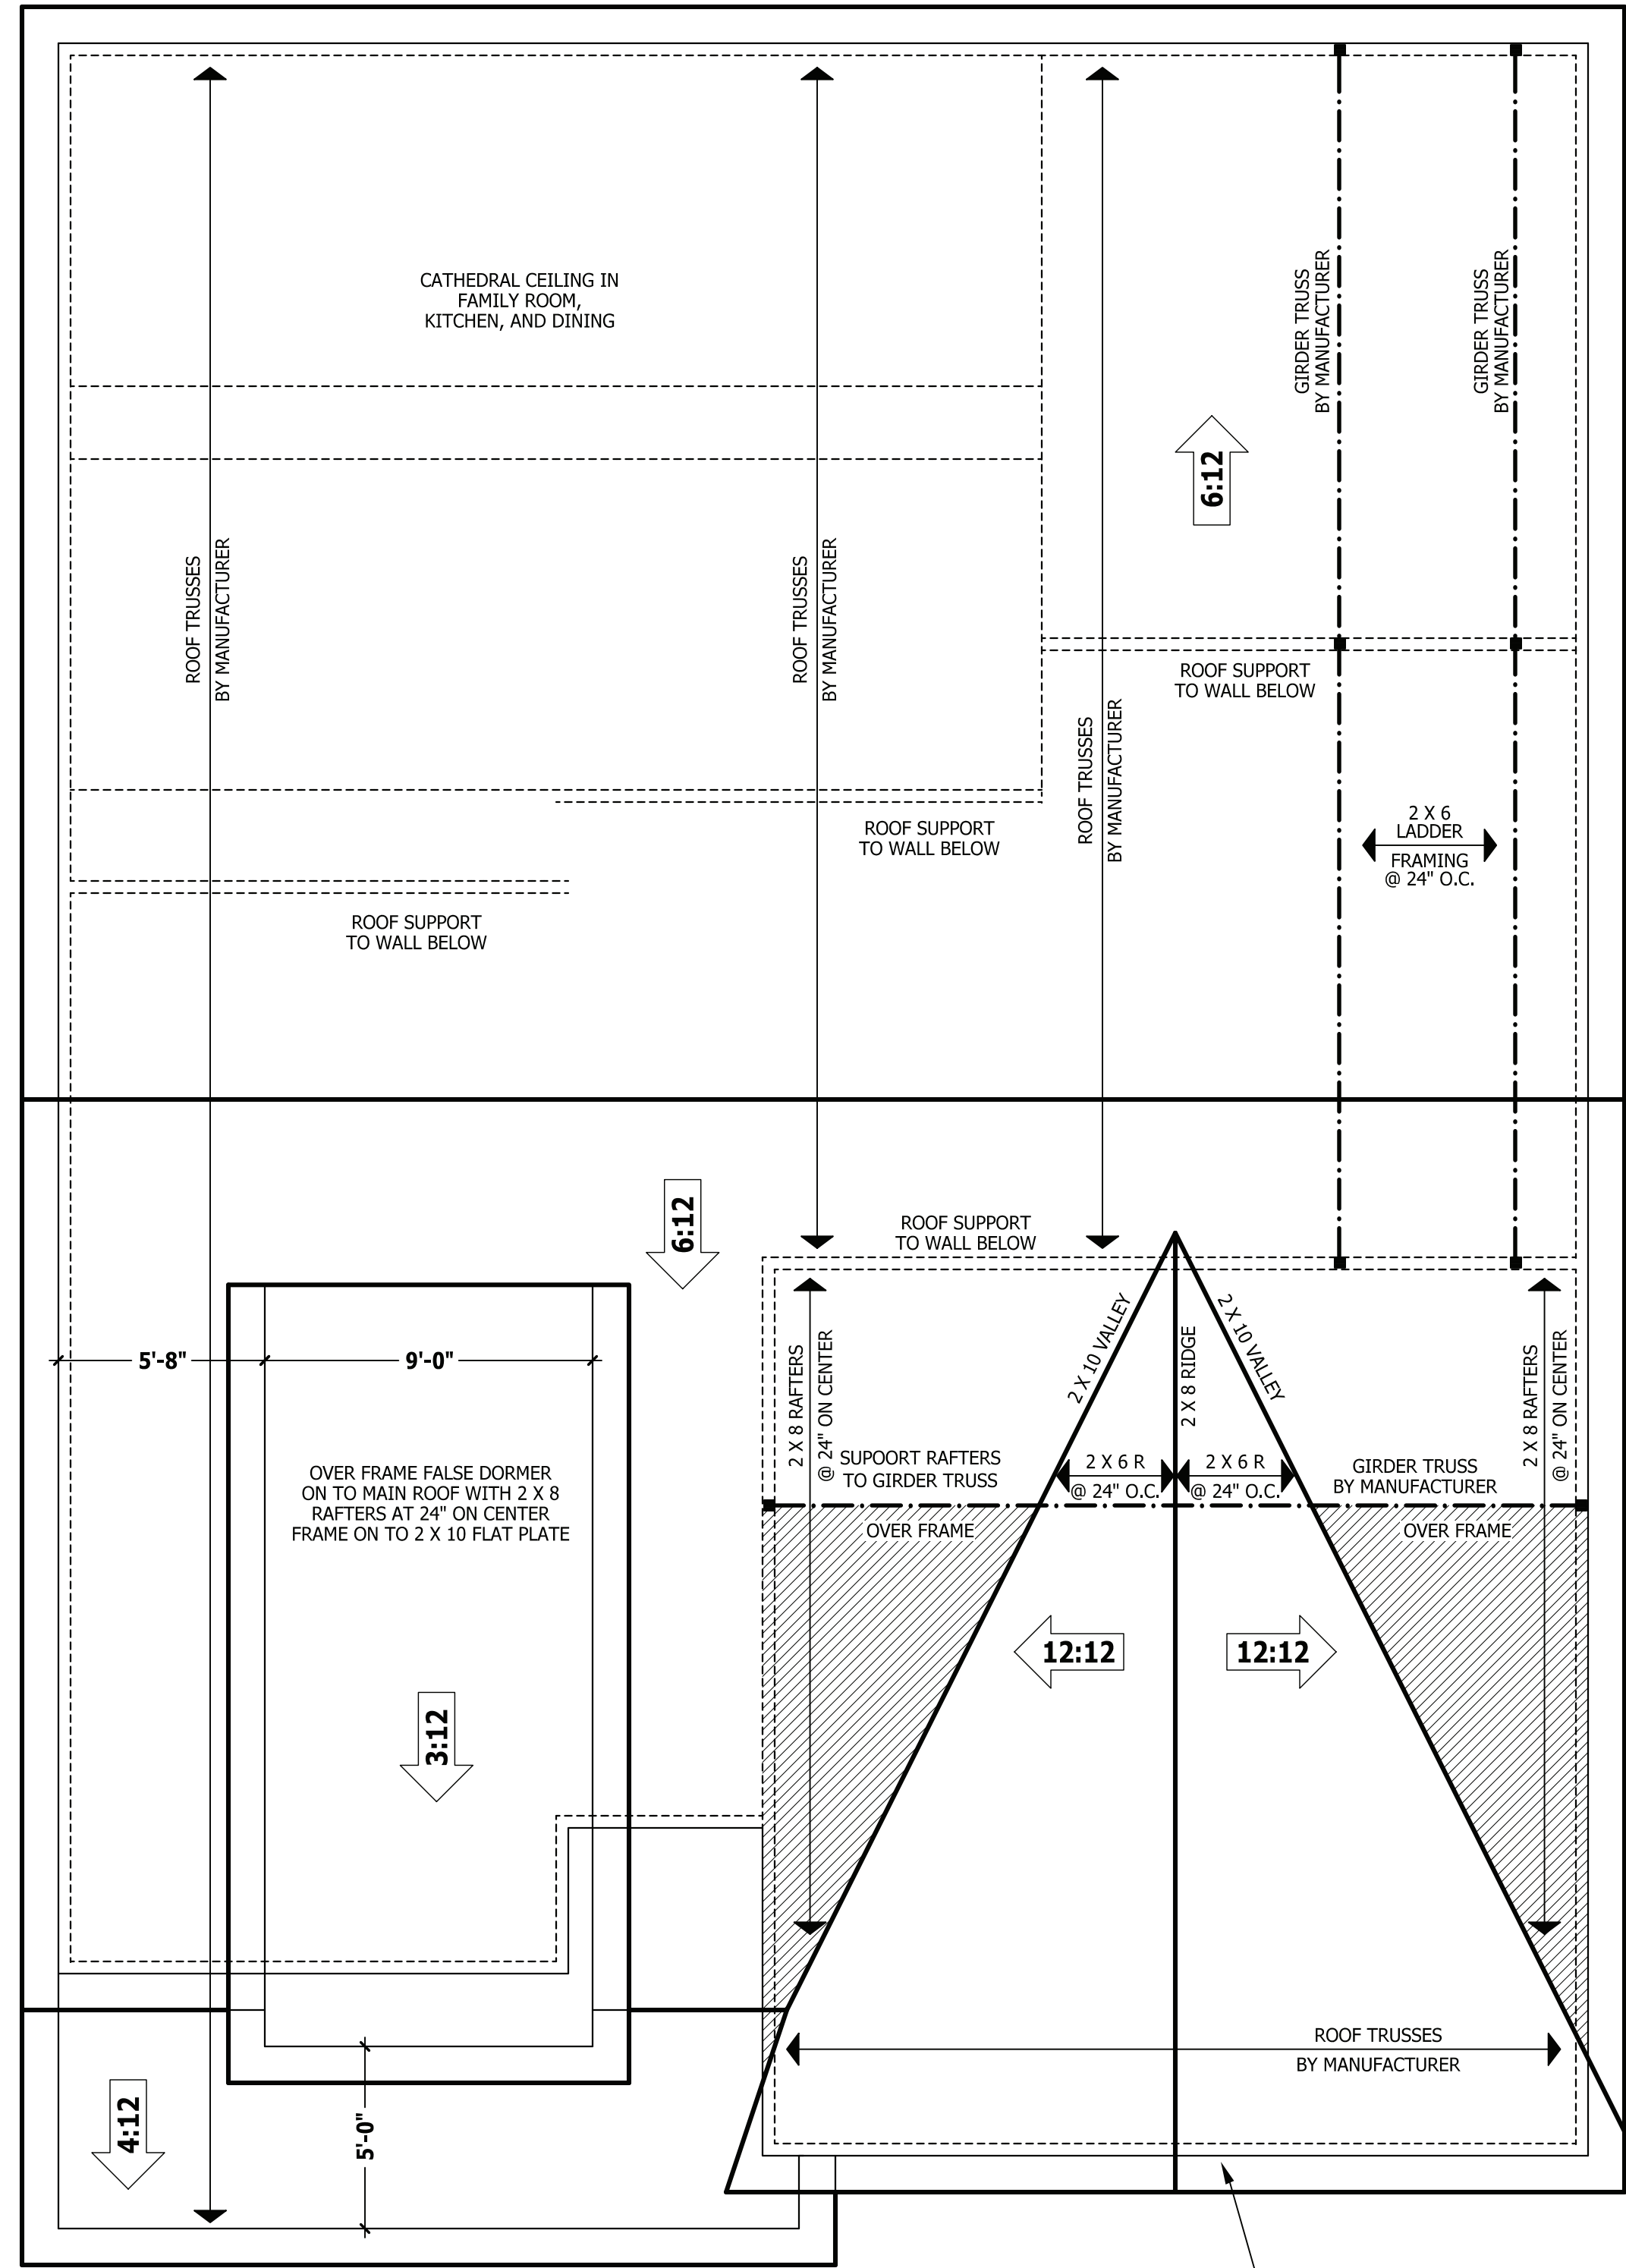 CATHEDRAL CEILING IN
FAMILY ROOM,
KITCHEN, AND DINING
GIRDER TRUSS
BY MANUFACTURER
GIRDER TRUSS
BY MANUFACTURER
6:12
ROOF TRUSSES
BY MANUFACTURER
ROOF TRUSSES
BY MANUFACTURER
ROOF TRUSSES
BY MANUFACTURER
ROOF SUPPORT
TO WALL BELOW
2 X 6
LADDER
FRAMING
@ 24" O.C.
ROOF SUPPORT
TO WALL BELOW
ROOF SUPPORT
TO WALL BELOW
6:12
ROOF SUPPORT
TO WALL BELOW
5'-8"
9'-0"
2 X 8 RAFTERS
@ 24" ON CENTER
2 X 10 VALLEY
2 X 8 RIDGE
2 X 10 VALLEY
2 X 8 RAFTERS
@ 24" ON CENTER
SUPOORT RAFTERS
TO GIRDER TRUSS
2 X 6 R
@ 24" O.C.
2 X 6 R
@ 24" O.C.
GIRDER TRUSS
BY MANUFACTURER
OVER FRAME FALSE DORMER
ON TO MAIN ROOF WITH 2 X 8
RAFTERS AT 24" ON CENTER
FRAME ON TO 2 X 10 FLAT PLATE
OVER FRAME
OVER FRAME
12:12
12:12
3:12
ROOF TRUSSES
BY MANUFACTURER
4:12
5'-0"